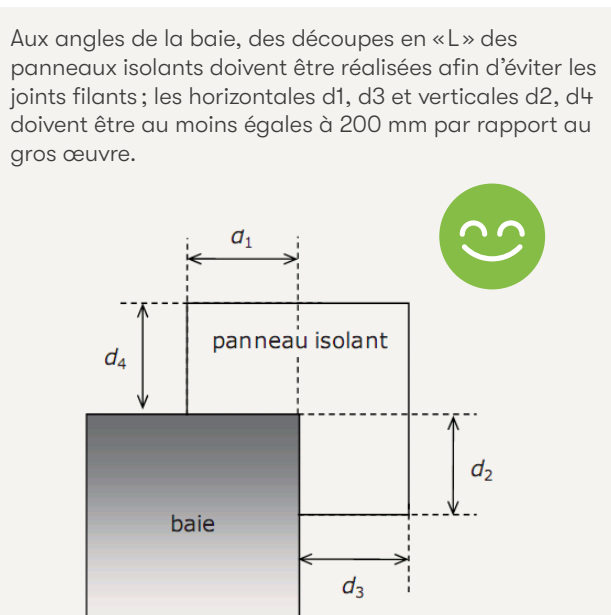 Aux angles de la baie, des découpes en «L» des
panneaux isolants doivent être réalisées afin d’éviter les
joints filants ; les horizontales d1, d3 et verticales d2, d4
doivent être au moins égales à 200 mm par rapport au
gros œuvre.
d₁
panneau isolant
d₄
d₂
baie
d₃